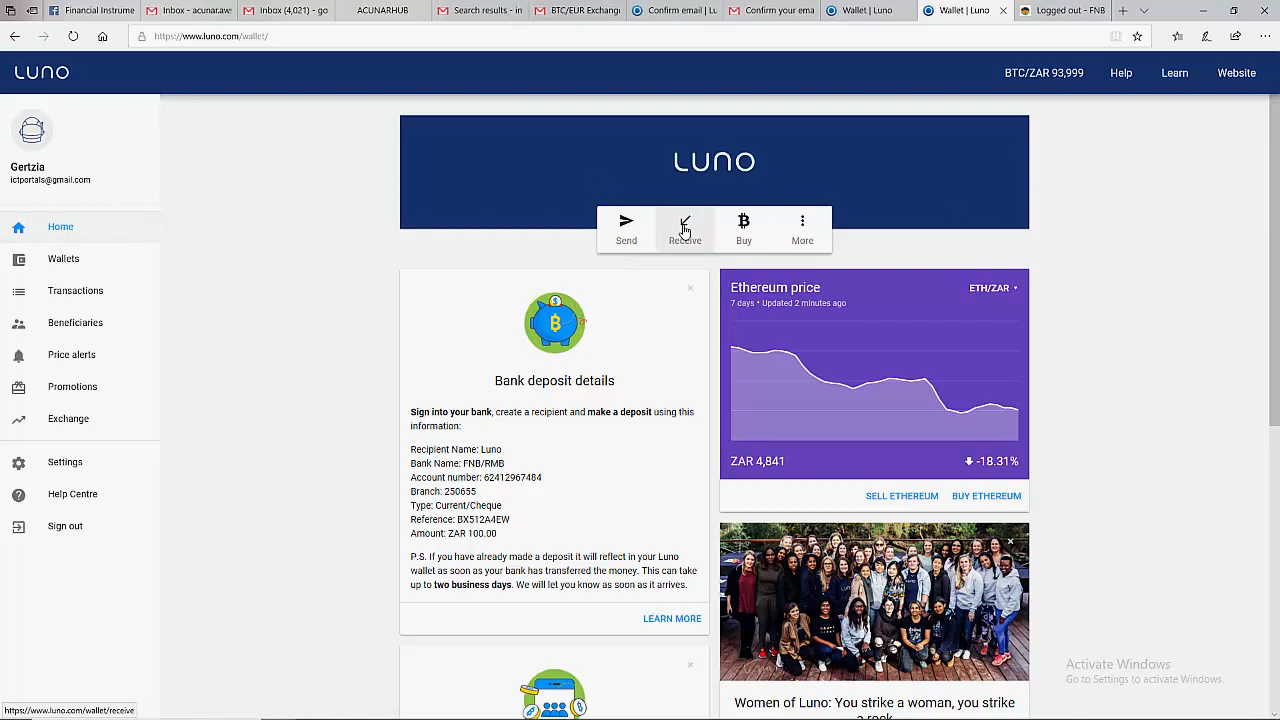 Financial Instrume
Inbox - acunar.aws
Inbox (4,021) - go
ACUNARHUB
Search results - in
BTC/EUR Exchang
Confirm email | Lu
Confirm your ema
Wallet | Luno
Wallet | Luno
Logged out - FNB
https://www.luno.com/wallet/
LUNO
BTC/ZAR 93,999
Help
Learn
Website
Gertzia
ictportals@gmail.com
Home
Wallets
Transactions
Beneficiaries
Price alerts
Promotions
Exchange
Settings
Help Centre
Sign out
LUNO
Send
Receive
Buy
More
Bank deposit details
Sign into your bank, create a recipient and make a deposit using this
information:
Recipient Name: Luno
Bank Name: FNB/RMB
Account number: 62412967484
Branch: 250655
Type: Current/Cheque
Reference: BX512A4EW
Amount: ZAR 100.00
P.S. If you have already made a deposit it will reflect in your Luno
wallet as soon as your bank has transferred the money. This can take
up to two business days. We will let you know as soon as it arrives.
LEARN MORE
Ethereum price
ETH/ZAR
7 days • Updated 2 minutes ago
ZAR 4,841
-18.31%
SELL ETHEREUM
BUY ETHEREUM
Women of Luno: You strike a woman, you strike
a rock
Activate Windows
Go to Settings to activate Windows.
https://www.luno.com/wallet/receive